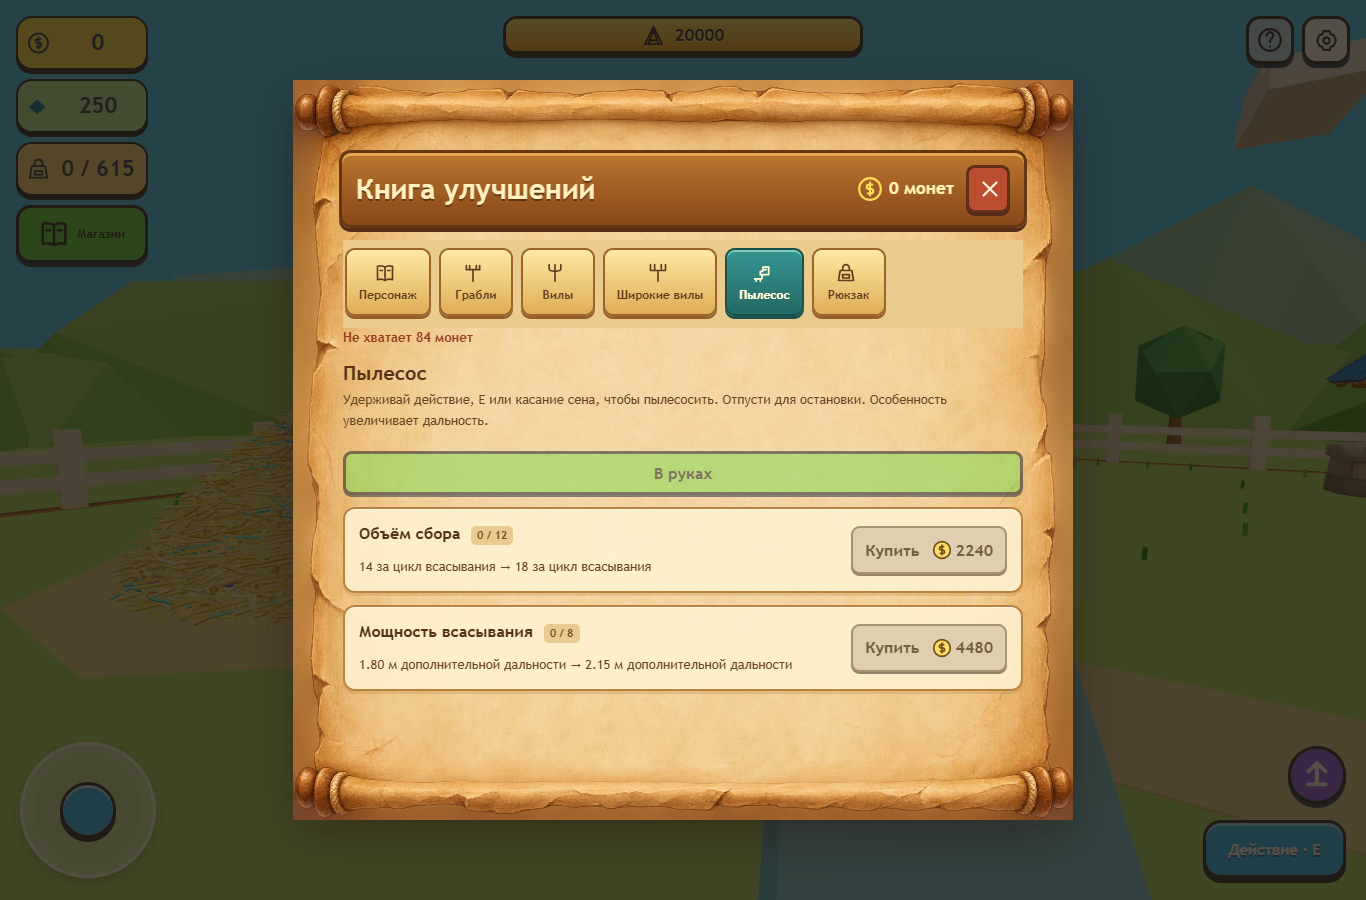 0
20000
250
0 / 615
Магазин
Книга улучшений
0 монет
Персонаж
Грабли
Вилы
Широкие вилы
Пылесос
Рюкзак
Не хватает 84 монет
Пылесос
Удерживай действие, E или касание сена, чтобы пылесосить. Отпусти для остановки. Особенность
увеличивает дальность.
В руках
Объём сбора 0 / 12
14 за цикл всасывания → 18 за цикл всасывания
Купить 2240
Мощность всасывания 0 / 8
1.80 м дополнительной дальности → 2.15 м дополнительной дальности
Купить 4480
Действие · E